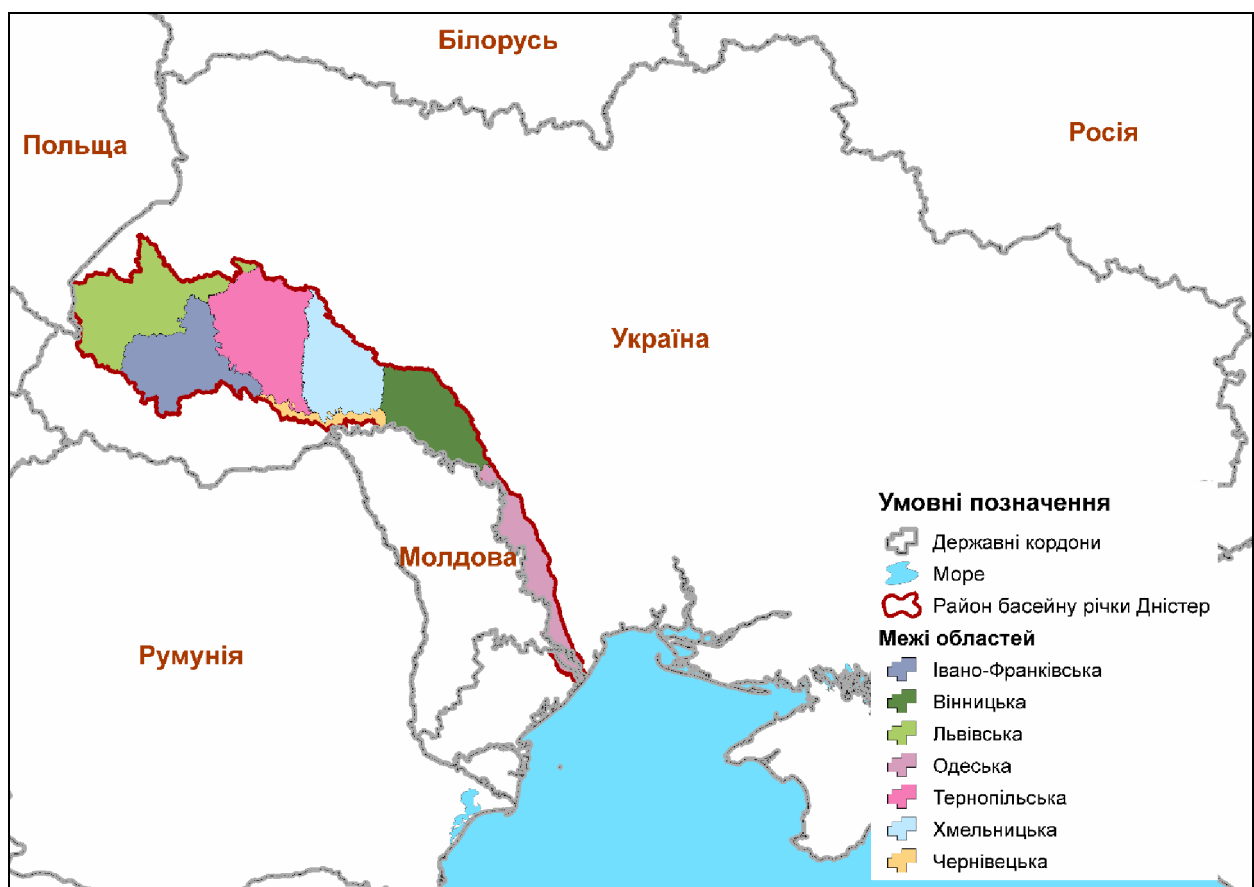 Білорусь
Росія
Польща
Україна
Молдова
Румунія
Умовні позначення
Державні кордони
Море
Район басейну річки Дністер
Межі областей
Івано-Франківська
Вінницька
Львівська
Одеська
Тернопільська
Хмельницька
Чернівецька